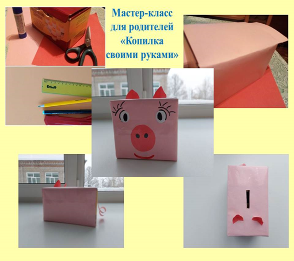 Мастер-класс
для родителей
«Копилка
своими руками»